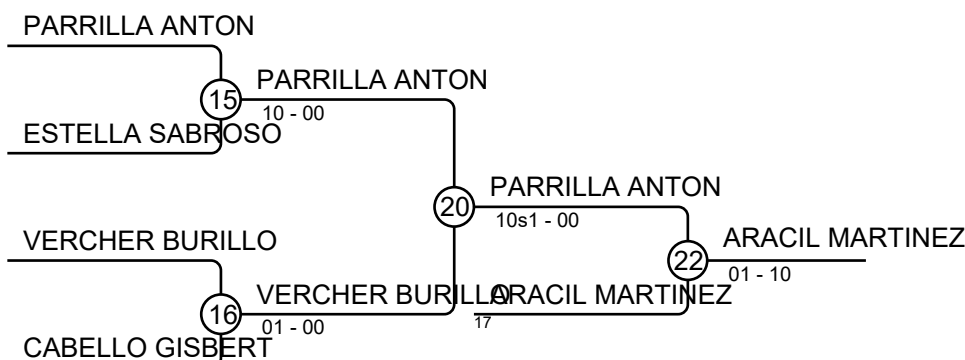 PARRILLA ANTON
15
PARRILLA ANTON
10 - 00
ESTELLA SABROSO
20
PARRILLA ANTON
10s1 - 00
VERCHER BURILLO
22
ARACIL MARTINEZ
01 - 10
16
VERCHER BURILLO
01 - 00
ARACIL MARTINEZ
17
CABELLO GISBERT